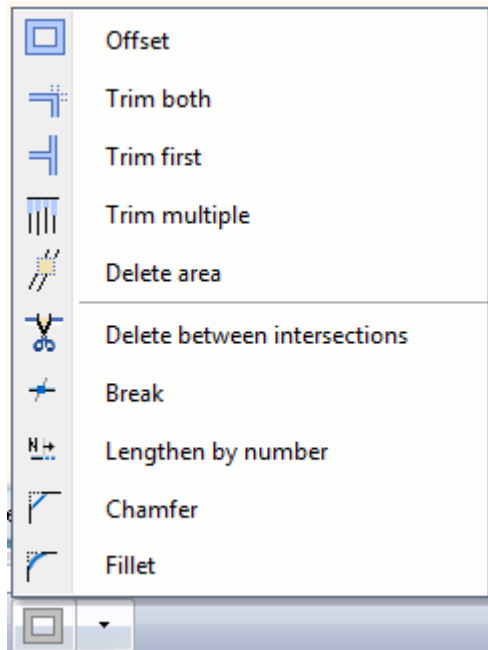 Offset
Trim both
Trim first
Trim multiple
Delete area
Delete between intersections
Break
Lengthen by number
Chamfer
Fillet